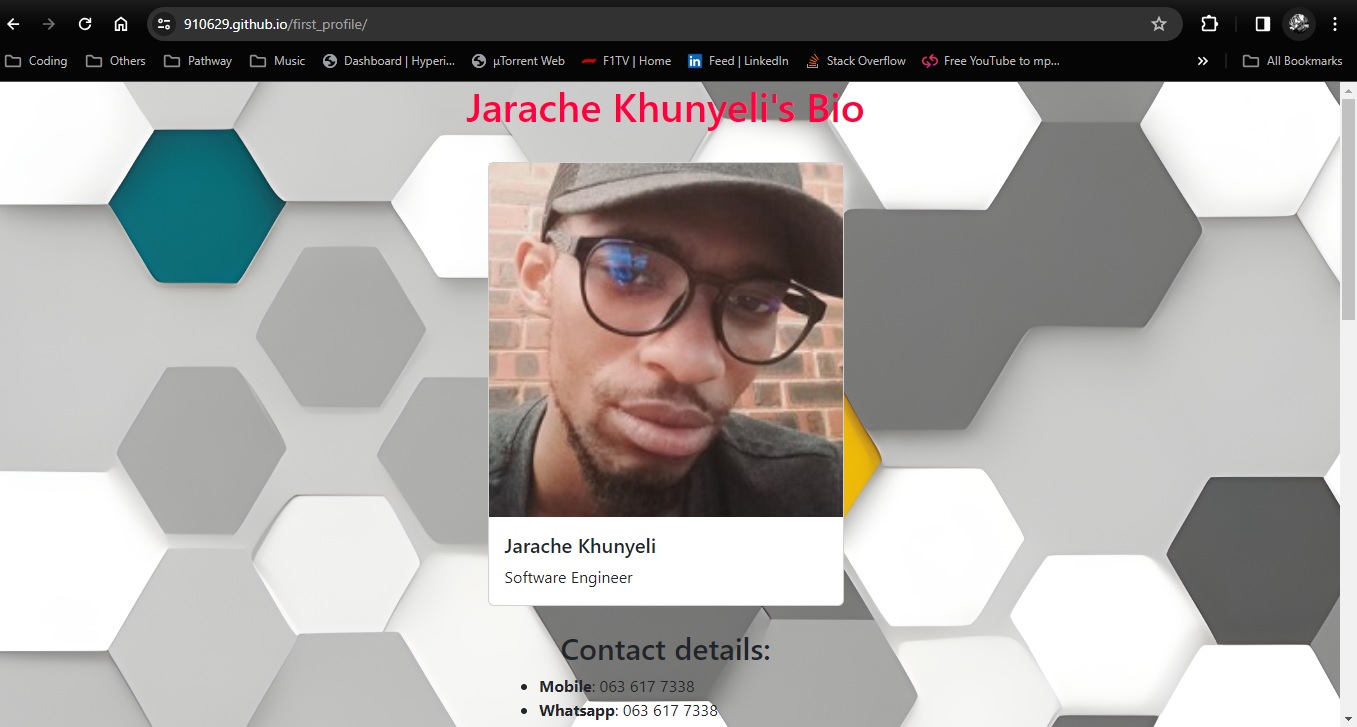 910629.github.io/first_profile/
Coding Others Pathway Music Dashboard | Hyperi... µTorrent Web F1TV | Home Feed | LinkedIn Stack Overflow Free YouTube to mp... » All Bookmarks
Jarache Khunyeli's Bio
Jarache Khunyeli
Software Engineer
Contact details:
• Mobile: 063 617 7338
• Whatsapp: 063 617 7338